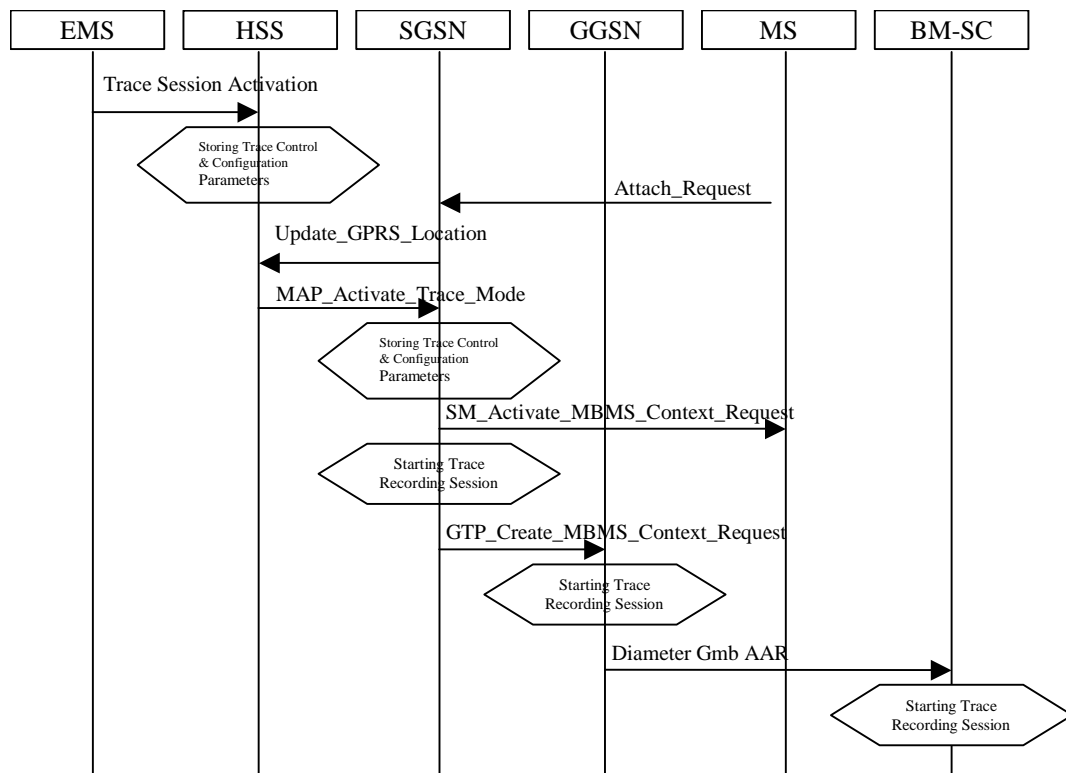 EMS
HSS
SGSN
GGSN
MS
BM-SC
Trace Session Activation
Storing Trace Control
& Configuration
Parameters
Attach_Request
Update_GPRS_Location
MAP_Activate_Trace_Mode
Storing Trace Control
& Configuration
Parameters
SM_Activate_MBMS_Context_Request
Starting Trace
Recording Session
GTP_Create_MBMS_Context_Request
Starting Trace
Recording Session
Diameter Gmb AAR
Starting Trace
Recording Session